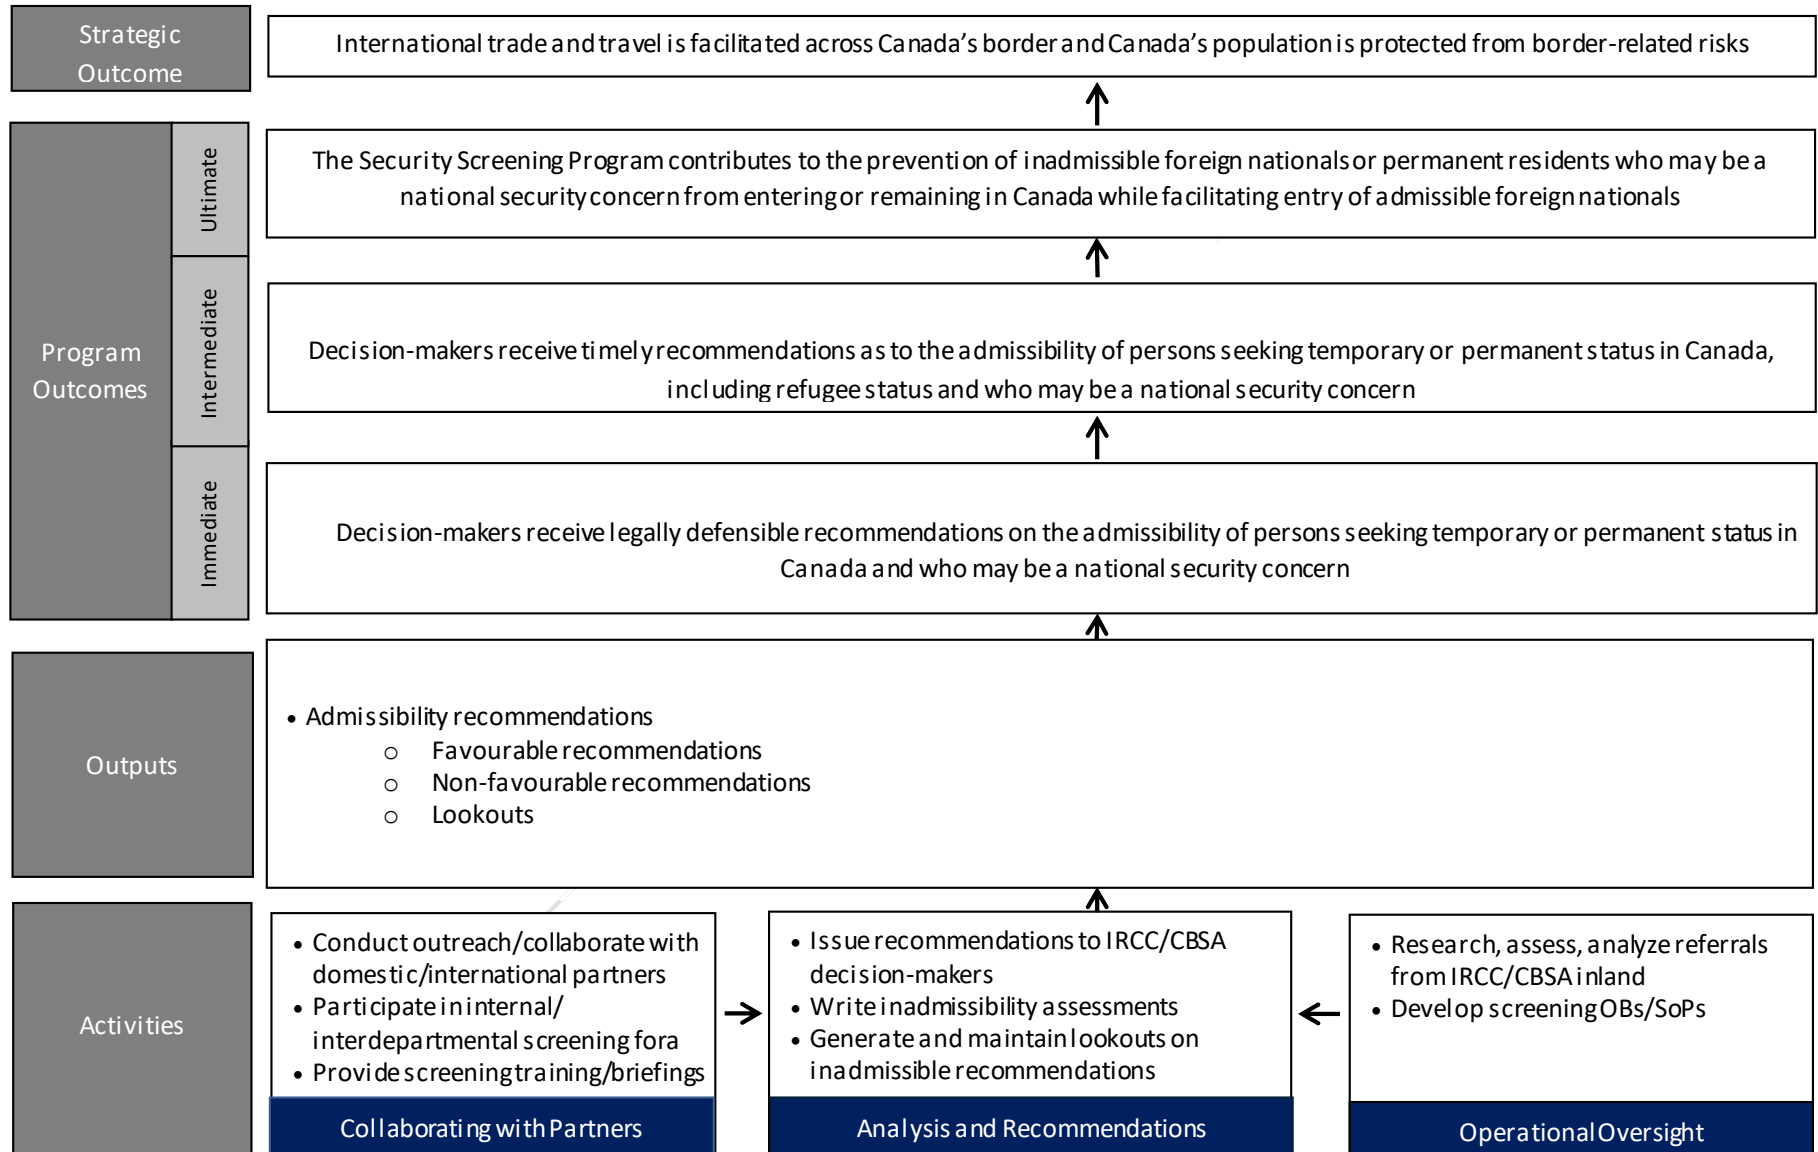 Strategic
Outcome
International trade and travel is facilitated across Canada’s border and Canada’s population is protected from border-related risks
Program
Outcomes
Ultimate
The Security Screening Program contributes to the prevention of inadmissible foreign nationals or permanent residents who may be a
national security concern from entering or remaining in Canada while facilitating entry of admissible foreign nationals
Intermediate
Decision-makers receive timely recommendations as to the admissibility of persons seeking temporary or permanent status in Canada,
including refugee status and who may be a national security concern
Immediate
Decision-makers receive legally defensible recommendations on the admissibility of persons seeking temporary or permanent status in
Canada and who may be a national security concern
Outputs
• Admissibility recommendations
o Favourable recommendations
o Non-favourable recommendations
o Lookouts
Activities
• Conduct outreach/collaborate with
domestic/international partners
• Participate in internal/
interdepartmental screening fora
• Provide screening training/briefings
Collaborating with Partners
• Issue recommendations to IRCC/CBSA
decision-makers
• Write inadmissibility assessments
• Generate and maintain lookouts on
inadmissible recommendations
Analysis and Recommendations
• Research, assess, analyze referrals
from IRCC/CBSA inland
• Develop screening OBs/SoPs
Operational Oversight